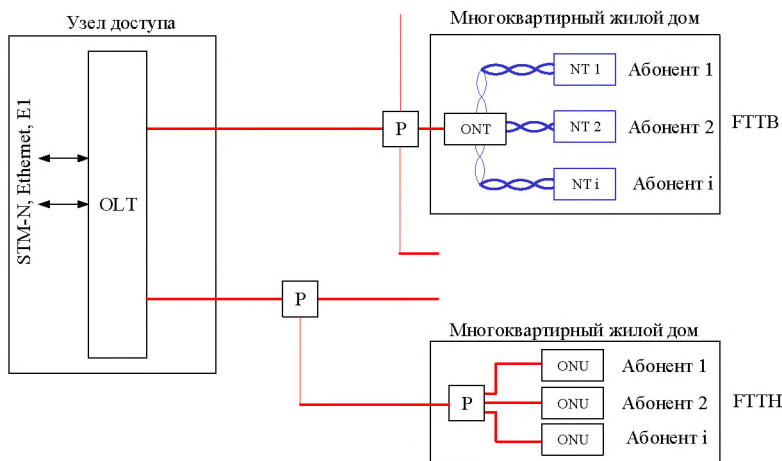 Узел доступа
STM-N, Ethernet, E1
OLT
Многоквартирный жилой дом
P
ONT
NT 1
Абонент 1
NT 2
Абонент 2
NT i
Абонент i
FTTB
P
Многоквартирный жилой дом
P
ONU
Абонент 1
ONU
Абонент 2
ONU
Абонент i
FTTH